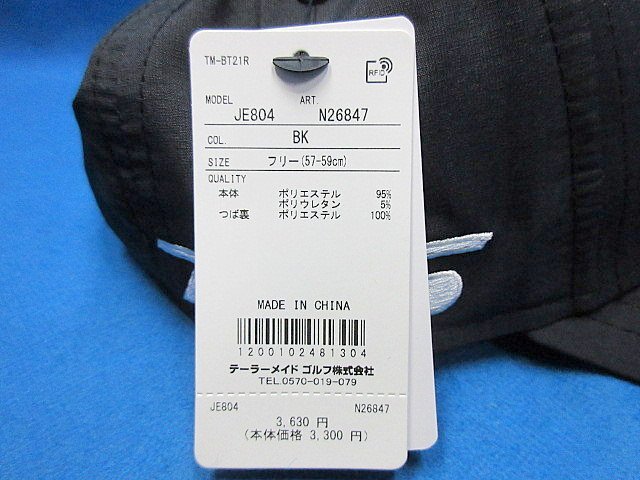 TM-BT21R
RFID
MODEL JE804 ART. N26847
COL. BK
SIZE フリー(57-59cm)
QUALITY
本体 ポリエステル 95%
ポリウレタン 5%
つば裏 ポリエステル 100%
MADE IN CHINA
1200102481304
テーラーメイド ゴルフ株式会社
TEL.0570-019-079
JE804 N26847
3,630 円
(本体価格 3,300 円)